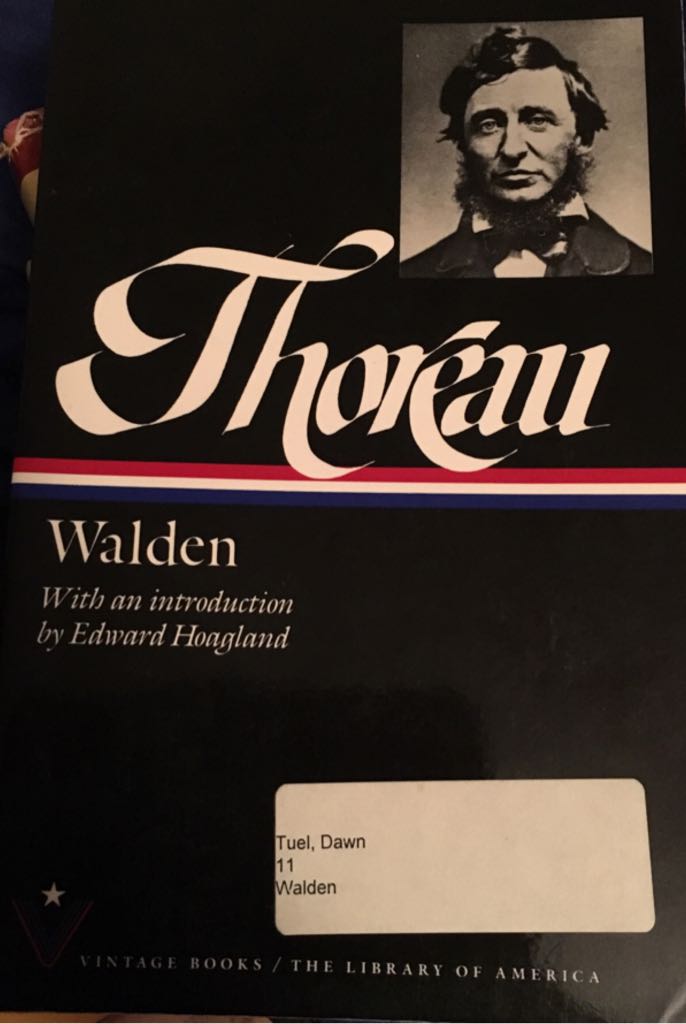 Thoreau
Walden
With an introduction
by Edward Hoagland
Tuel, Dawn
11
Walden
VINTAGE BOOKS / THE LIBRARY OF AMERICA